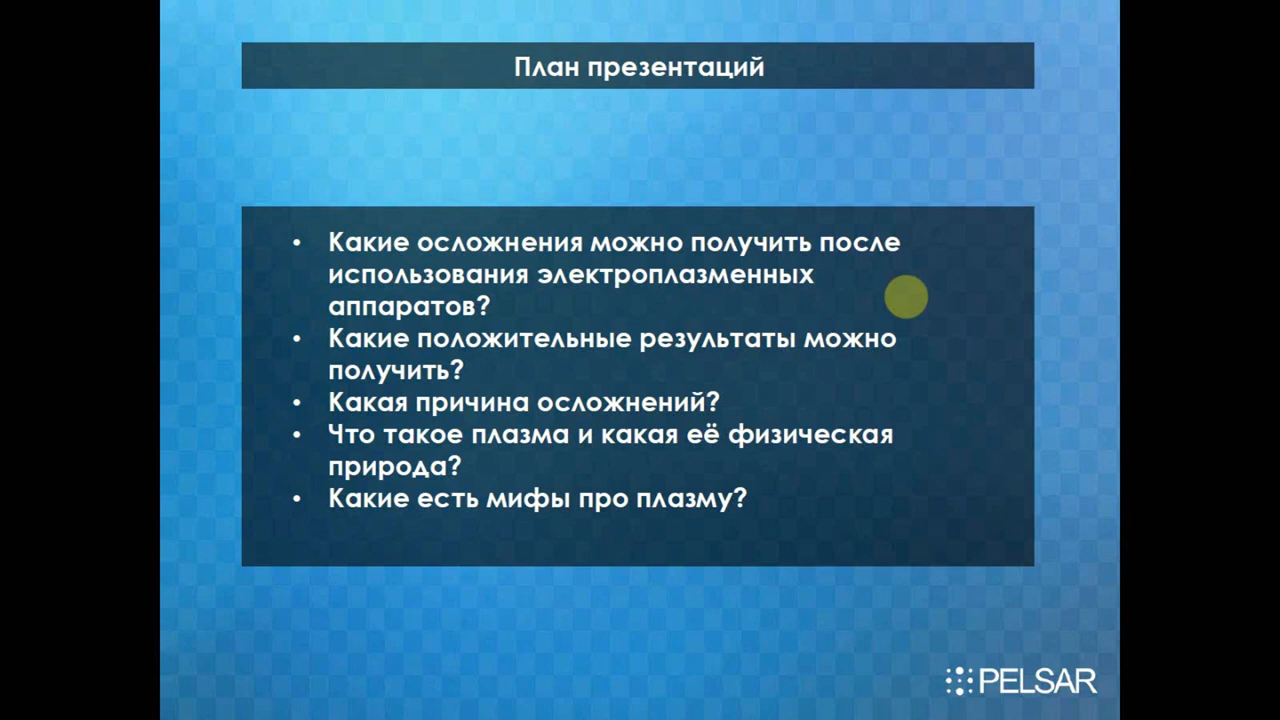 План презентаций
• Какие осложнения можно получить после
использования электроплазменных
аппаратов?
• Какие положительные результаты можно
получить?
• Какая причина осложнений?
• Что такое плазма и какая её физическая
природа?
• Какие есть мифы про плазму?
PELSAR